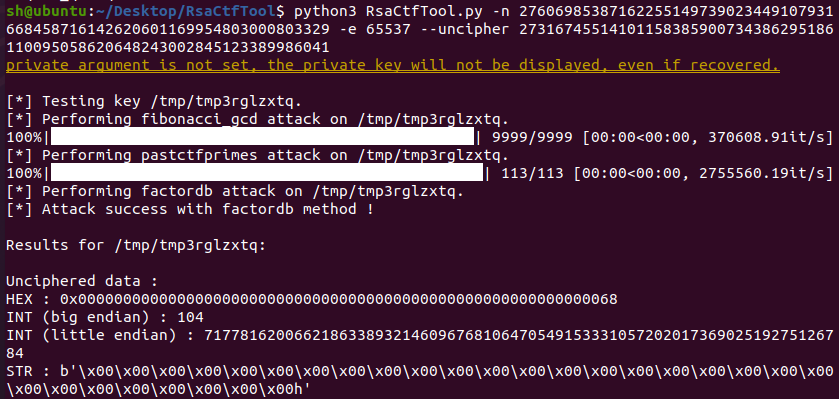 sh@ubuntu:~/Desktop/RsaCtfTool$ python3 RsaCtfTool.py -n 27606985387162255149739023449107931
668458716142620601169954803000803329 -e 65537 --uncipher 27316745514101158385900734386295186
110095058620648243002845123389986041
private argument is not set, the private key will not be displayed, even if recovered.
[*] Testing key /tmp/tmp3rglzxtq.
[*] Performing fibonacci_gcd attack on /tmp/tmp3rglzxtq.
100%| | 9999/9999 [00:00<00:00, 370608.91it/s]
[*] Performing pastctfprimes attack on /tmp/tmp3rglzxtq.
100%| | 113/113 [00:00<00:00, 2755560.19it/s]
[*] Performing factordb attack on /tmp/tmp3rglzxtq.
[*] Attack success with factordb method !
Results for /tmp/tmp3rglzxtq:
Unciphered data :
HEX : 0x0000000000000000000000000000000000000000000000000000000000000068
INT (big endian) : 104
INT (little endian) : 717781620066218633893214609676810647054915333105720201736902519275126​7
84
STR : b'\x00\x00\x00\x00\x00\x00\x00\x00\x00\x00\x00\x00\x00\x00\x00\x00\x00\x00\x00\x00\x00
\x00\x00\x00\x00\x00\x00\x00\x00\x00h'